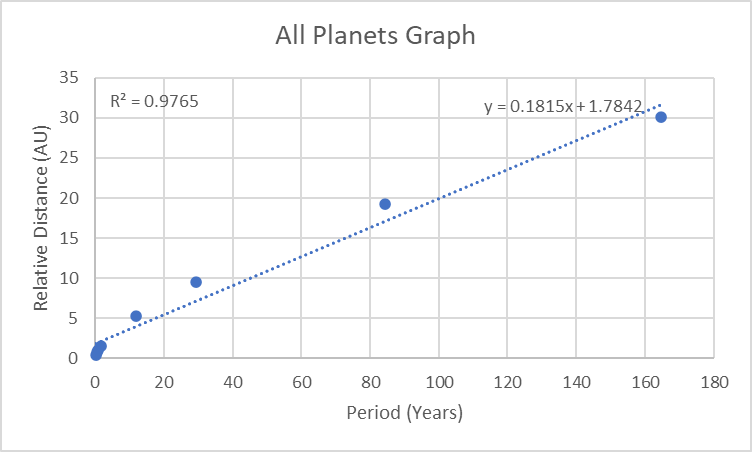 All Planets Graph
R² = 0.9765
y = 0.1815x + 1.7842
35
30
25
20
15
10
5
0
Relative Distance (AU)
0 20 40 60 80 100 120 140 160 180
Period (Years)